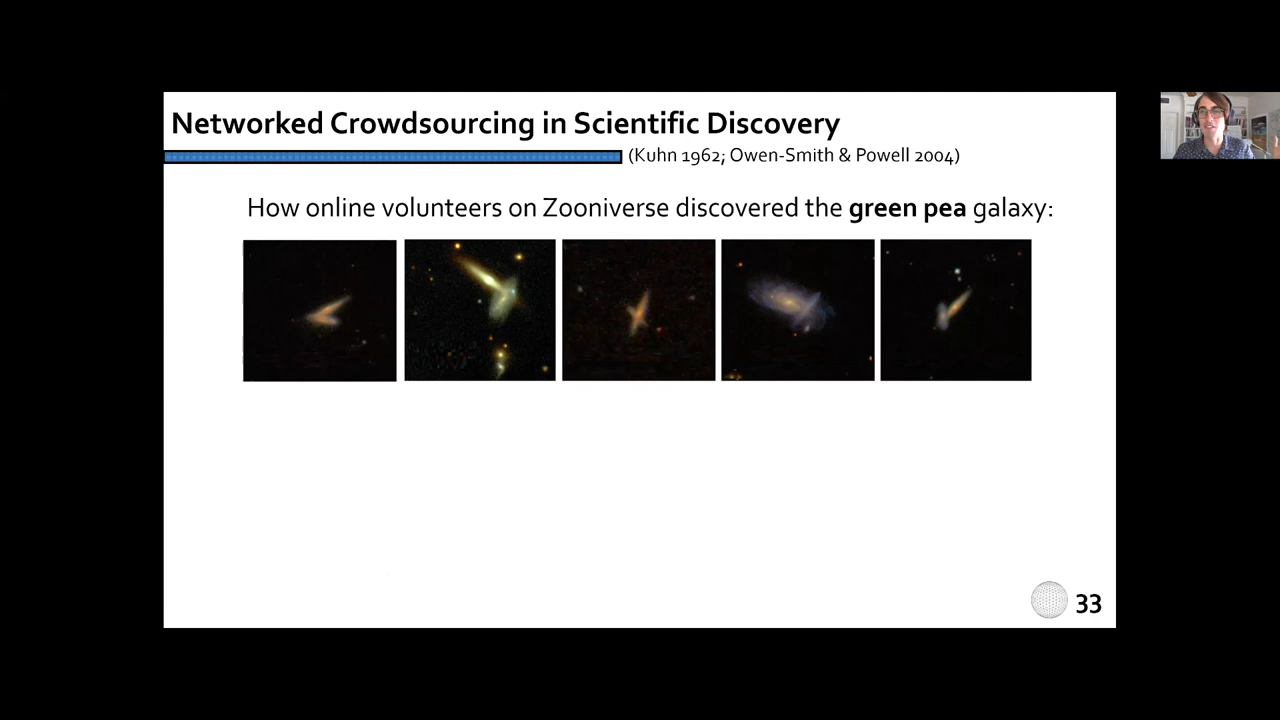 Networked Crowdsourcing in Scientific Discovery
(Kuhn 1962; Owen-Smith & Powell 2004)
How online volunteers on Zooniverse discovered the green pea galaxy:
33